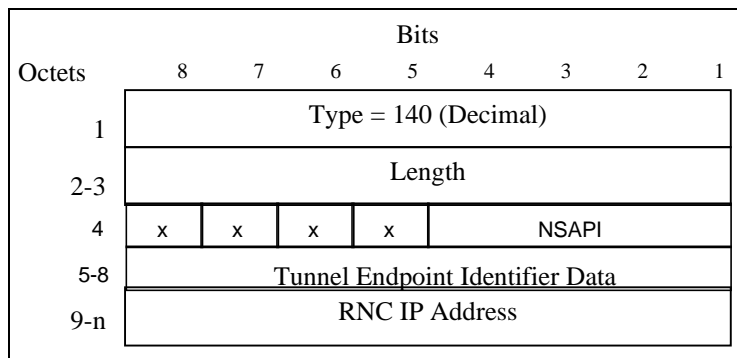 Bits
Octets 8 7 6 5 4 3 2 1
1 Type = 140 (Decimal)
2-3 Length
4 x x x x NSAPI
5-8 Tunnel Endpoint Identifier Data
9-n RNC IP Address